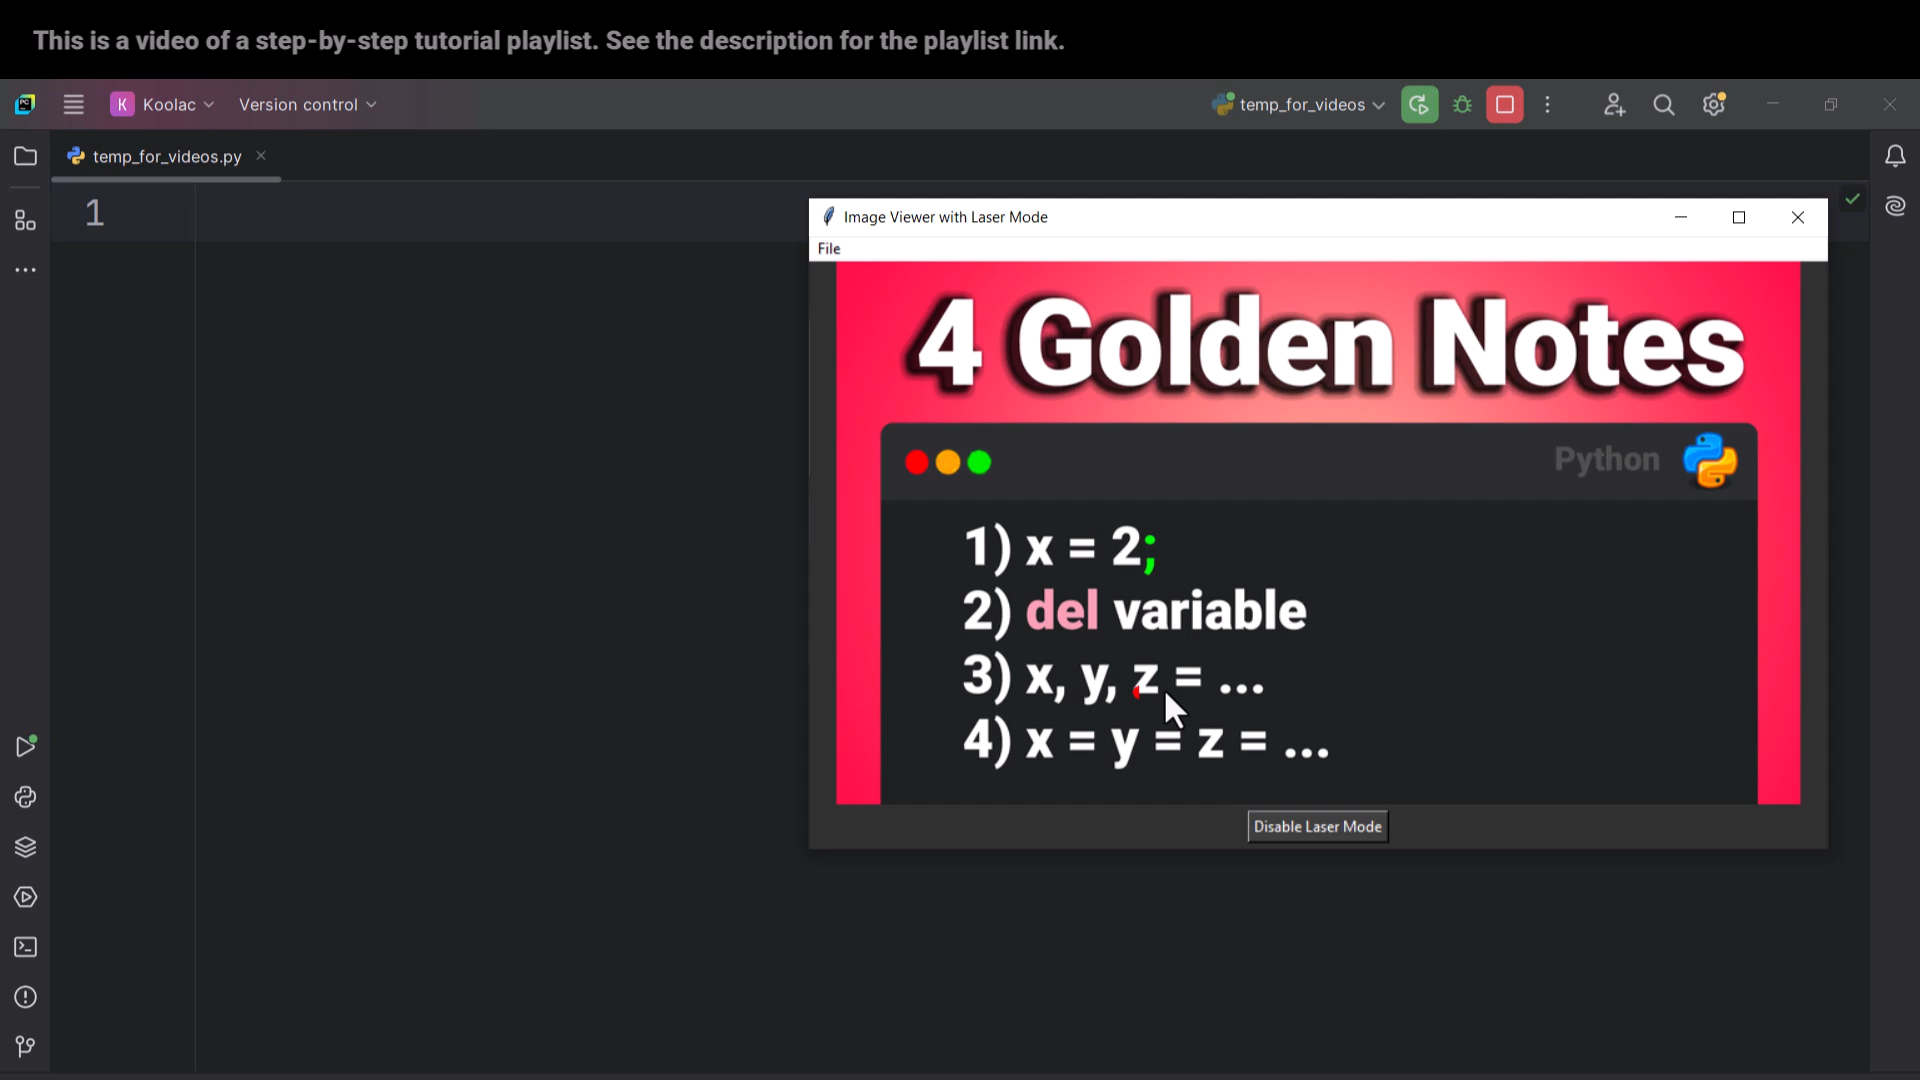 This is a video of a step-by-step tutorial playlist. See the description for the playlist link.
K Koolac Version control temp_for_videos
temp_for_videos.py
1
Image Viewer with Laser Mode
File
4 Golden Notes
Python
1) x = 2;
2) del variable
3) x, y, z = ...
4) x = y = z = ...
Disable Laser Mode